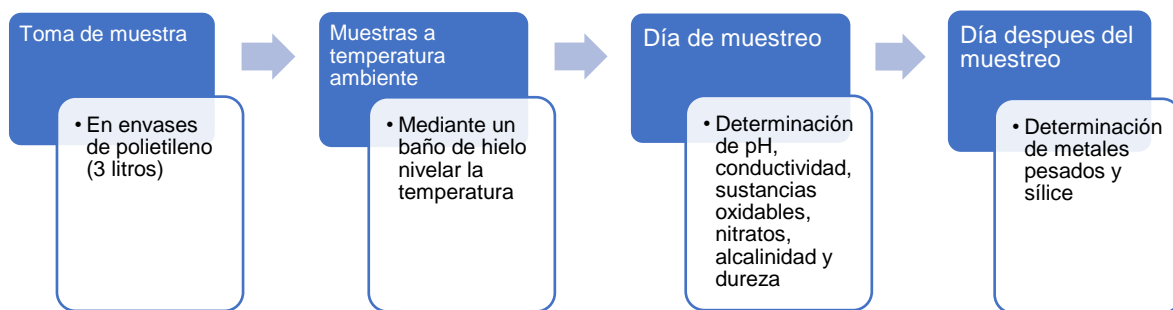 Toma de muestra
• En envases
de polietileno
(3 litros)
Muestras a
temperatura
ambiente
• Mediante un
baño de hielo
nivelar la
temperatura
Día de muestreo
• Determinación
de pH,
conductividad,
sustancias
oxidables,
nitratos,
alcalinidad y
dureza
Día despues del
muestreo
• Determinación
de metales
pesados y
sílice